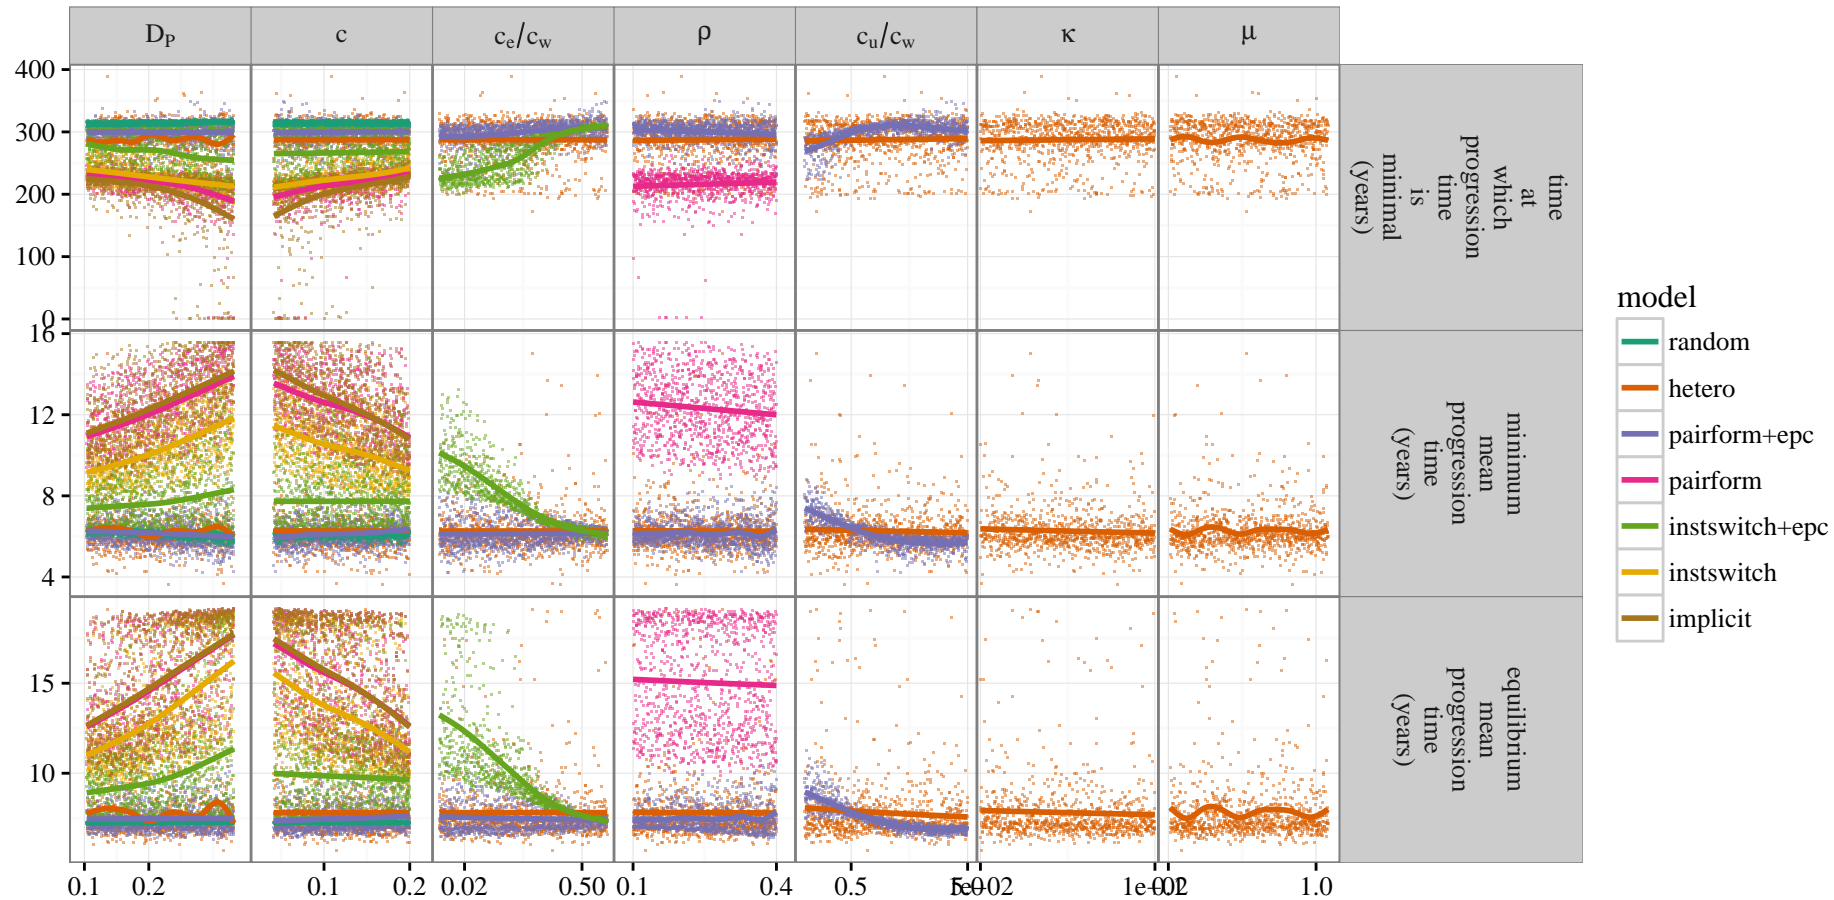 D_P c c_e/c_w ρ c_u/c_w κ μ
400
300
200
100
0
time
at
which
progression
time
is
minimal
(years)
16
12
8
4
minimum
mean
progression
time
(years)
15
10
equilibrium
mean
progression
time
(years)
0.1 0.2 0.1 0.2 0.02 0.50 0.1 0.4 0.5 1e+02 1.0
model
random
hetero
pairform+epc
pairform
instswitch+epc
instswitch
implicit